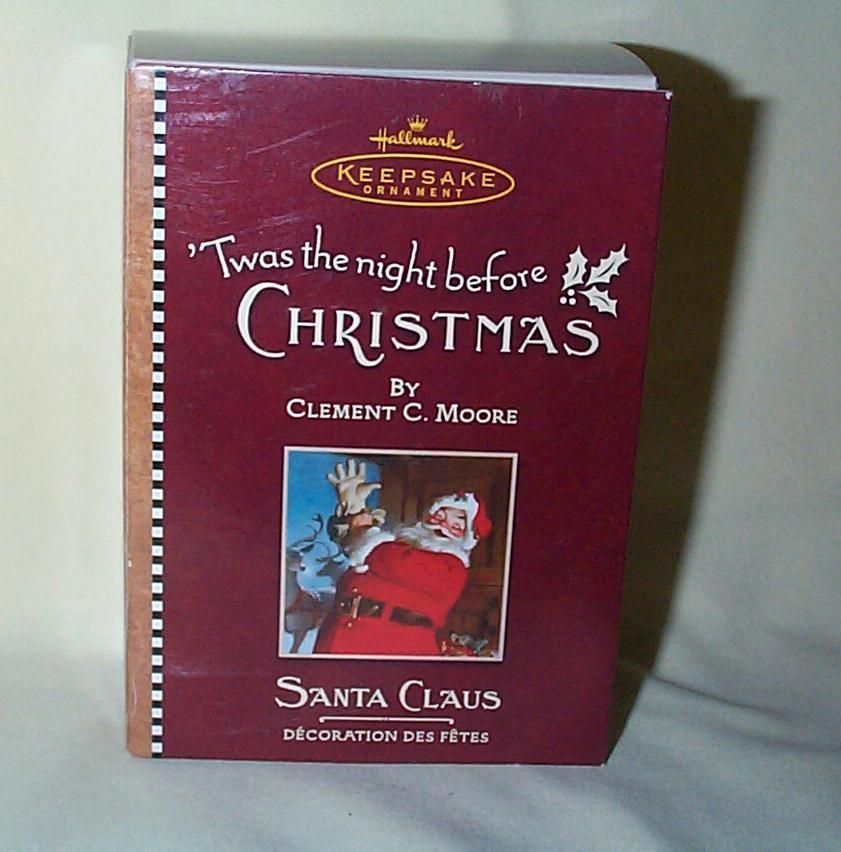 Hallmark
KEEPSAKE
ORNAMENT
'Twas the night before
CHRISTMAS
BY
CLEMENT C. MOORE
SANTA CLAUS
DÉCORATION DES FÊTES